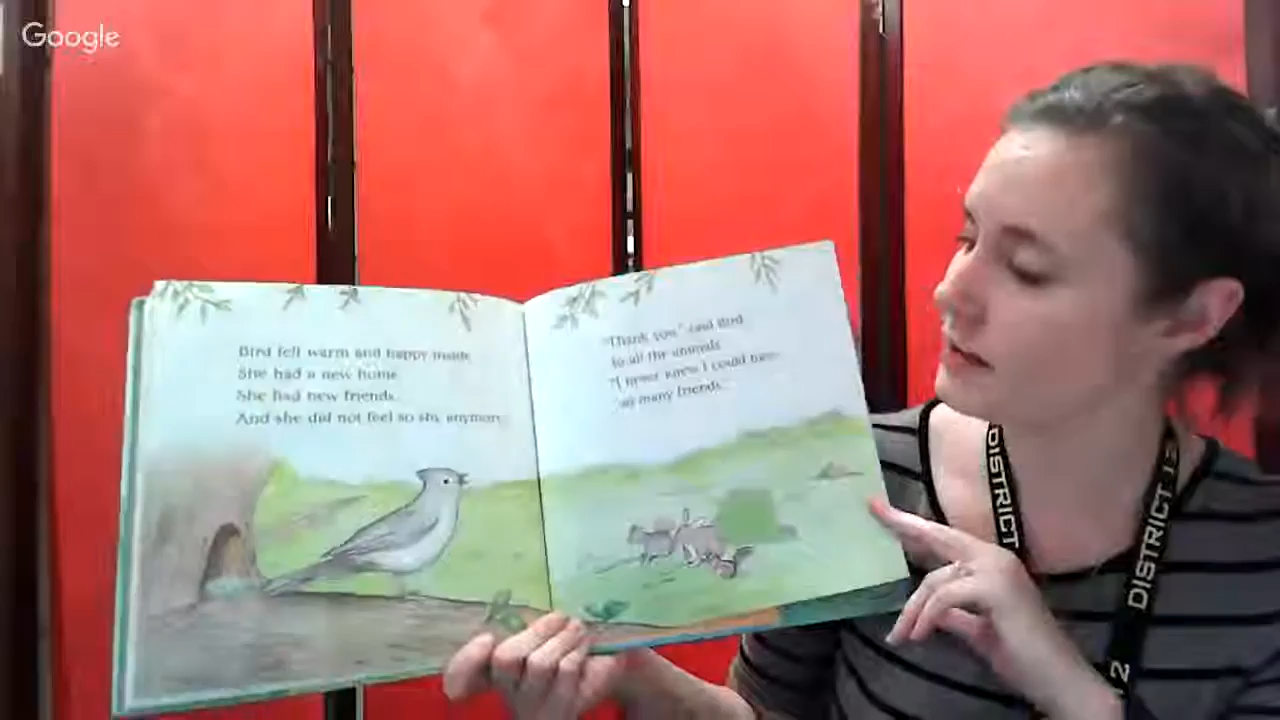 Google
Bird felt warm and happy inside.
She had a new home.
She had new friends.
And she did not feel so shy anymore.
"Thank you," said Bird
to all the animals.
"I never knew I could have
so many friends."
DISTRICT
DISTRICT
2